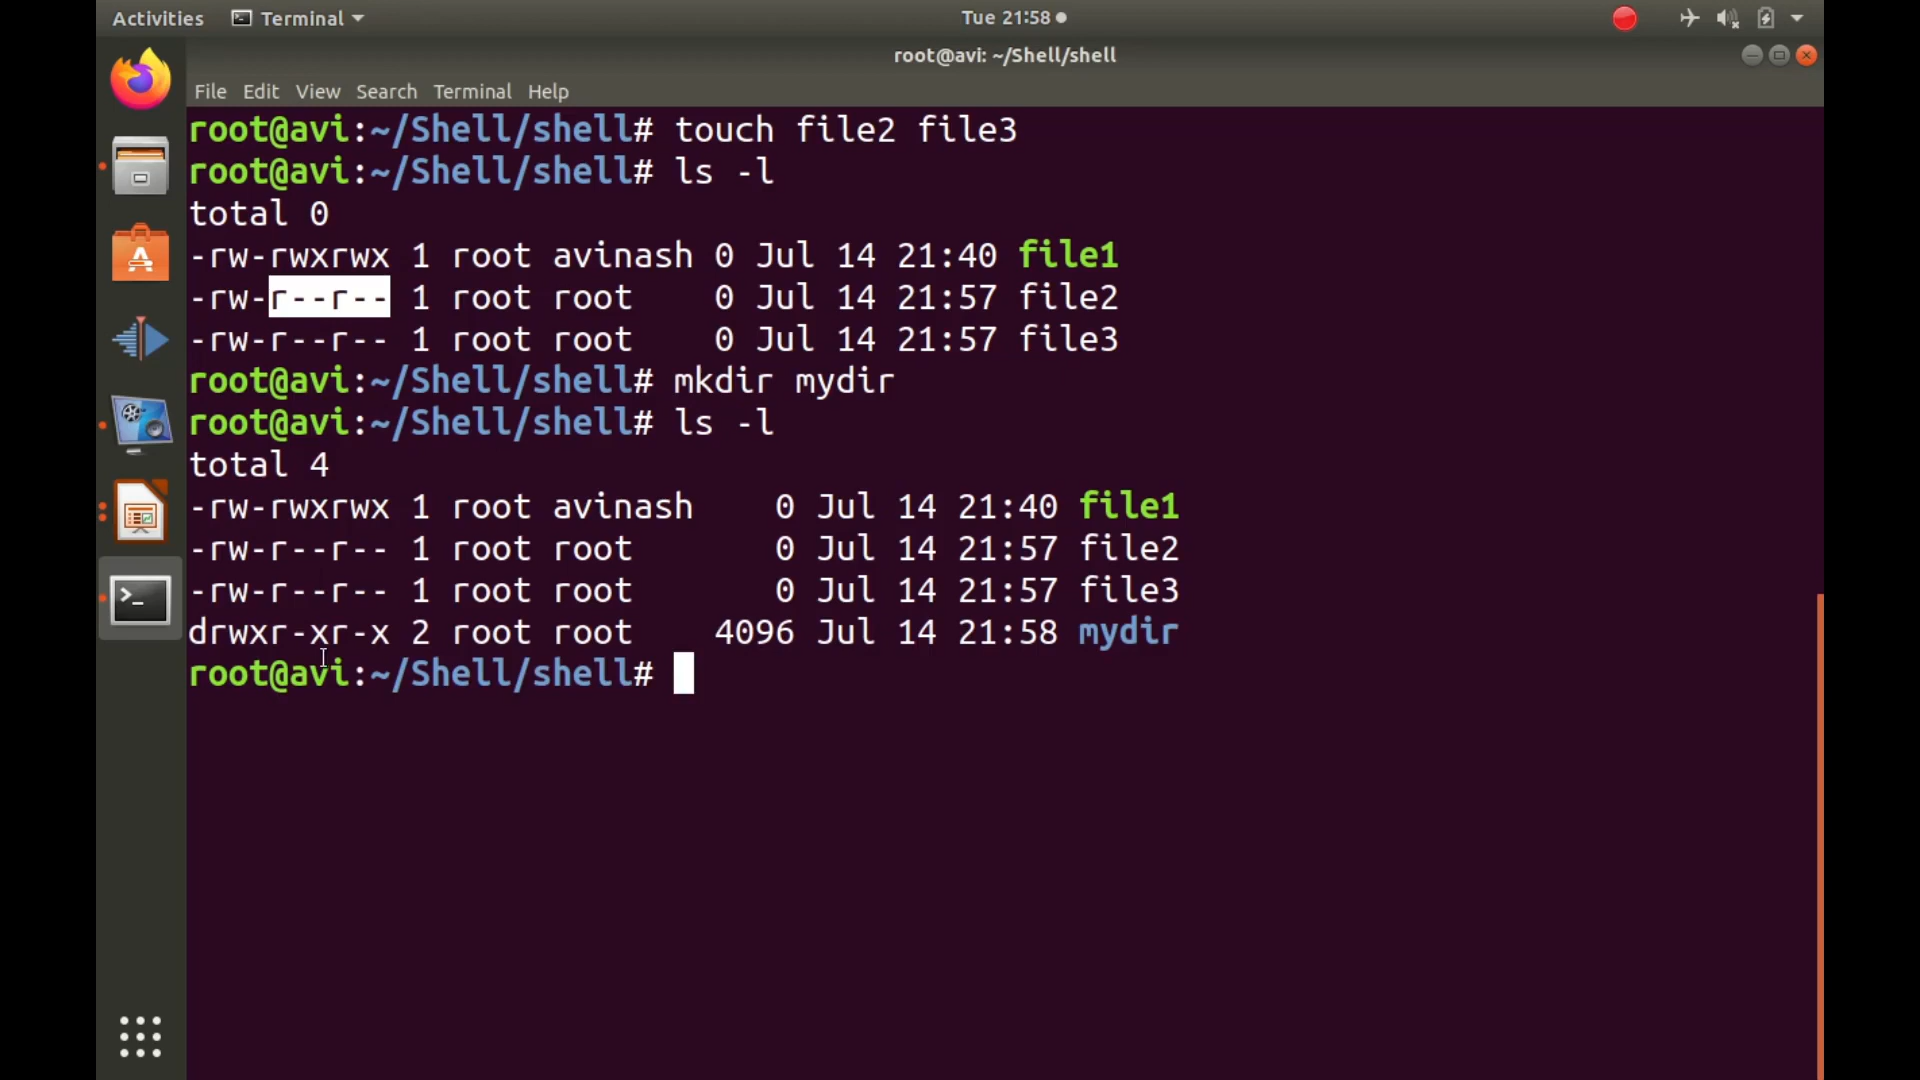 Activities Terminal Tue 21:58
root@avi: ~/Shell/shell
File Edit View Search Terminal Help
root@avi:~/Shell/shell# touch file2 file3
root@avi:~/Shell/shell# ls -l
total 0
-rw-rwxrwx 1 root avinash 0 Jul 14 21:40 file1
-rw-r--r-- 1 root root    0 Jul 14 21:57 file2
-rw-r--r-- 1 root root    0 Jul 14 21:57 file3
root@avi:~/Shell/shell# mkdir mydir
root@avi:~/Shell/shell# ls -l
total 4
-rw-rwxrwx 1 root avinash    0 Jul 14 21:40 file1
-rw-r--r-- 1 root root       0 Jul 14 21:57 file2
-rw-r--r-- 1 root root       0 Jul 14 21:57 file3
drwxr-xr-x 2 root root    4096 Jul 14 21:58 mydir
root@avi:~/Shell/shell#